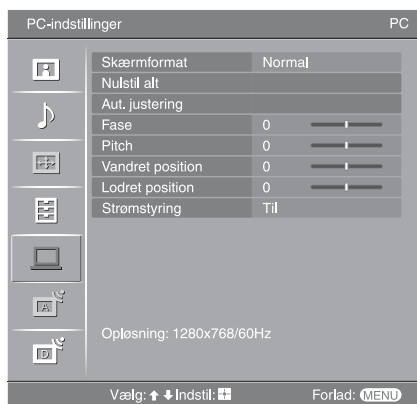 PC-indstillinger PC
Skærmformat Normal
Nulstil alt
Aut. justering
Fase 0
Pitch 0
Vandret position 0
Lodret position 0
Strømstyring Til
A
D
Opløsning: 1280x768/60Hz
Vælg: Indstil: Forlad: MENU